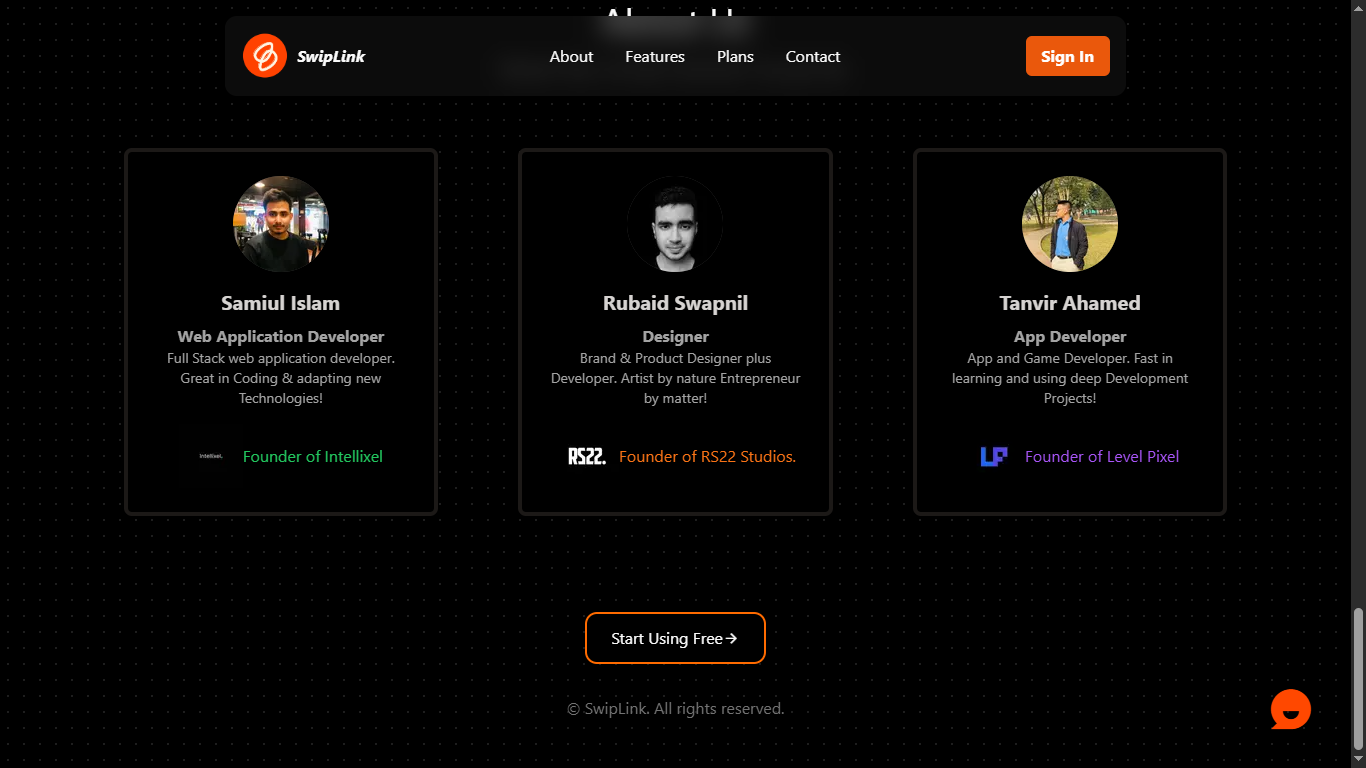 SwipLink
About
Features
Plans
Contact
Sign In
Samiul Islam
Web Application Developer
Full Stack web application developer.
Great in Coding & adapting new
Technologies!
Intellixel.
Founder of Intellixel
Rubaid Swapnil
Designer
Brand & Product Designer plus
Developer. Artist by nature Entrepreneur
by matter!
RS22.
Founder of RS22 Studios.
Tanvir Ahamed
App Developer
App and Game Developer. Fast in
learning and using deep Development
Projects!
LP
Founder of Level Pixel
Start Using Free→
© SwipLink. All rights reserved.